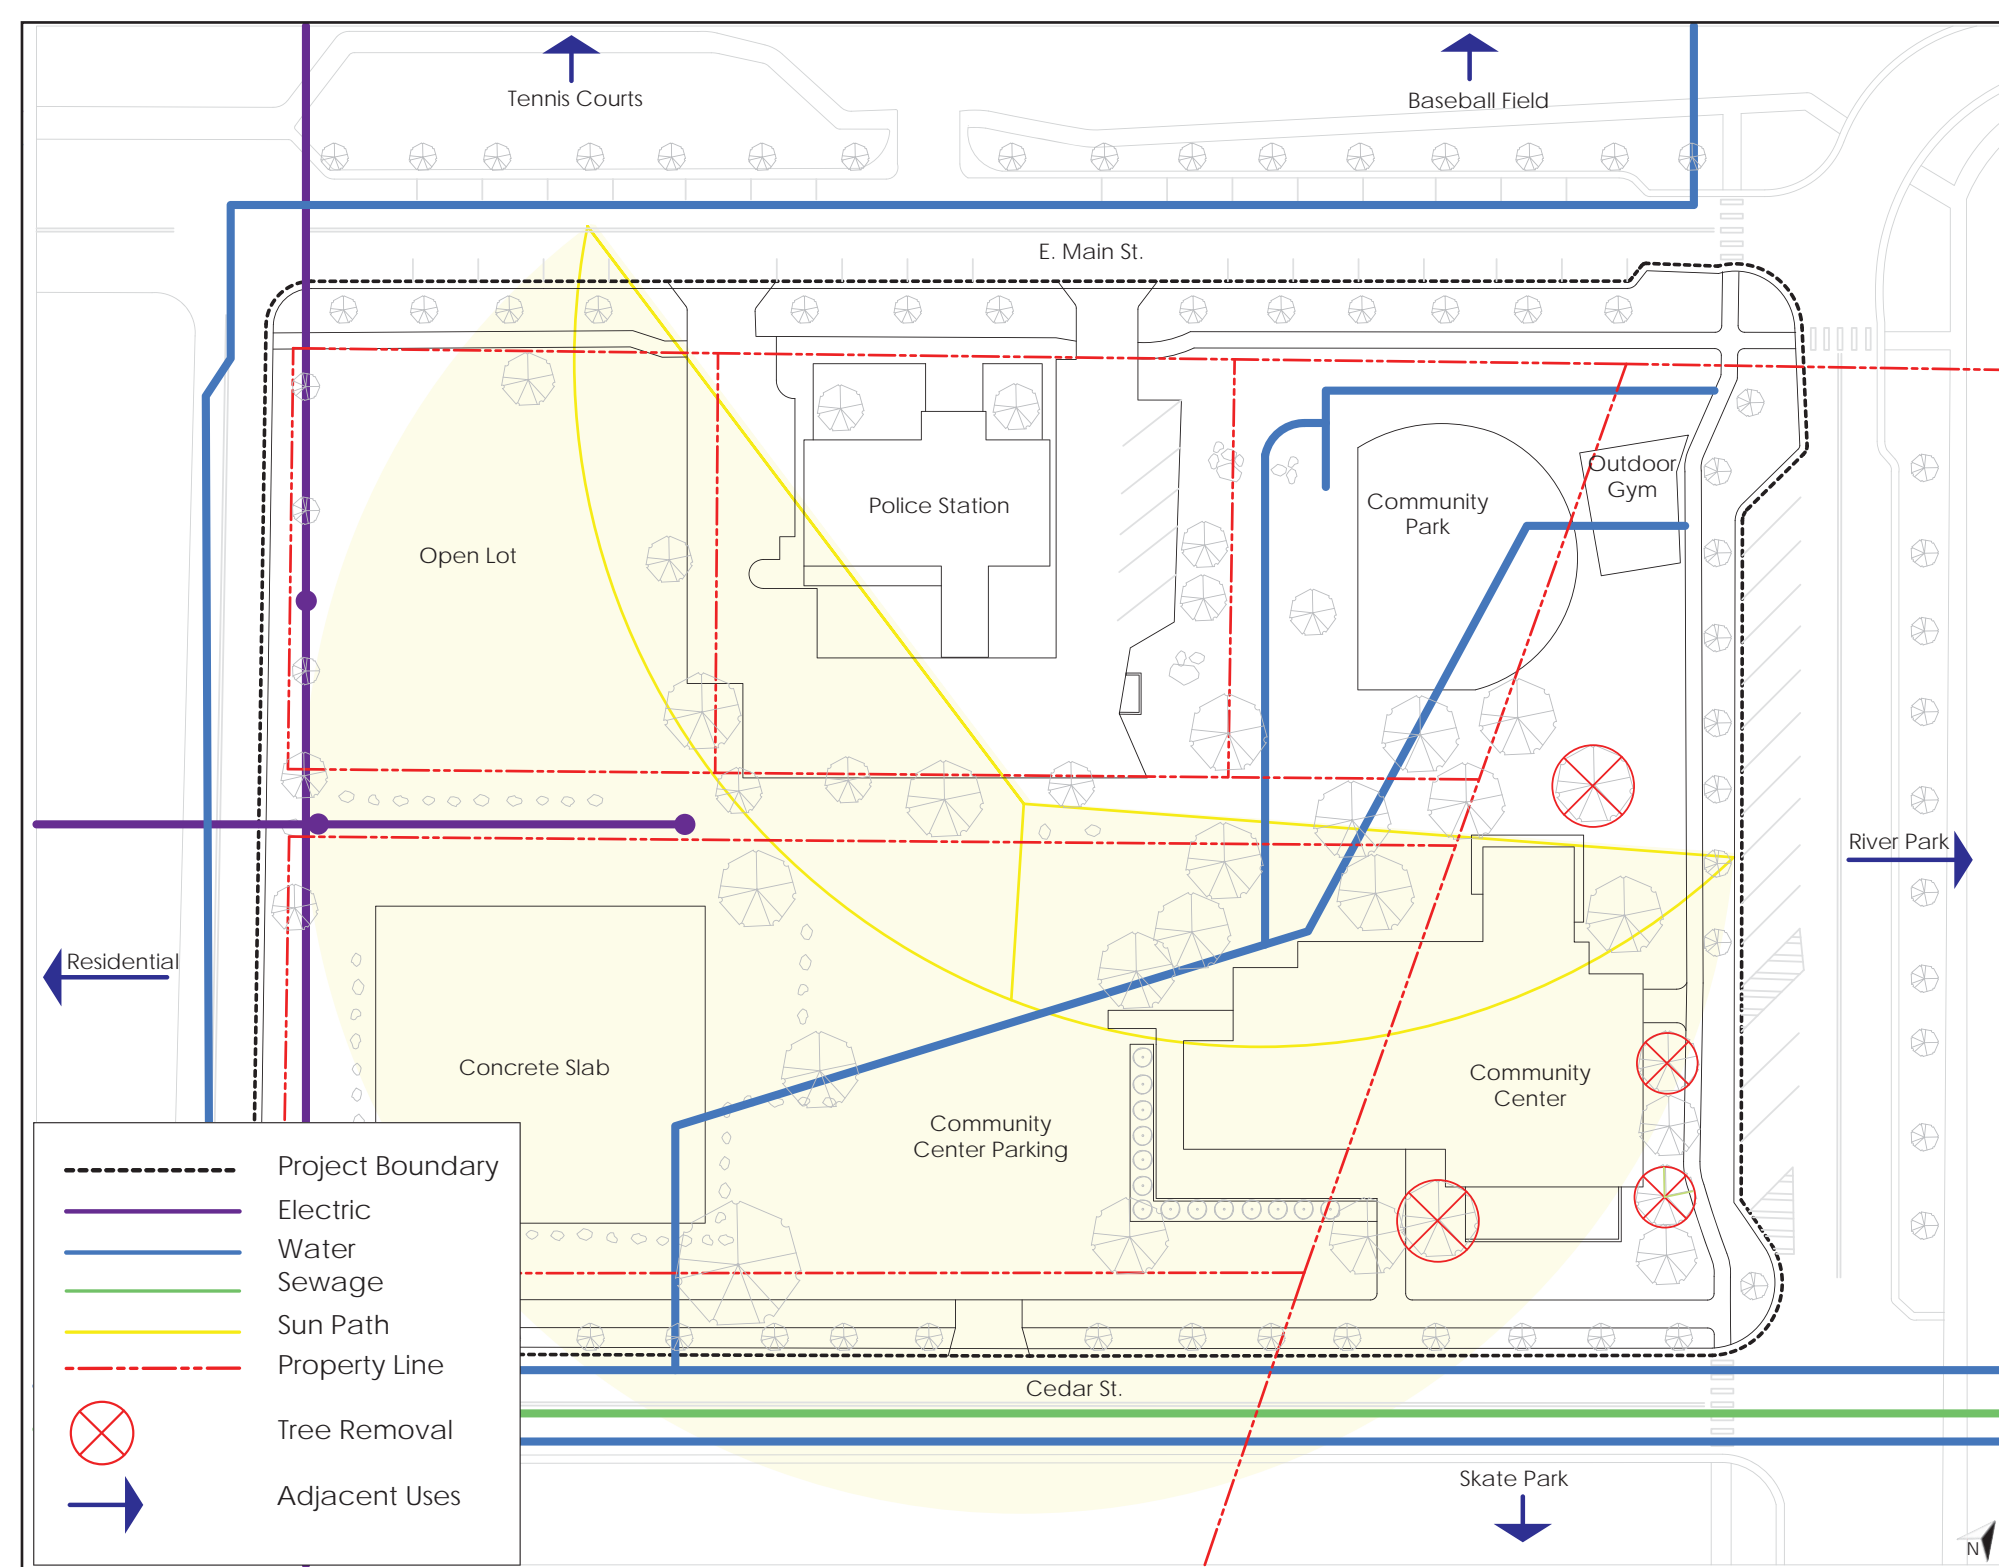 Tennis Courts
Baseball Field
E. Main St.
Outdoor
Gym
Community
Park
Police Station
Open Lot
River Park
Residential
Concrete Slab
Community
Center
Community
Center Parking
Project Boundary
Electric
Water
Sewage
Sun Path
Property Line
Tree Removal
Adjacent Uses
Cedar St.
Skate Park
N